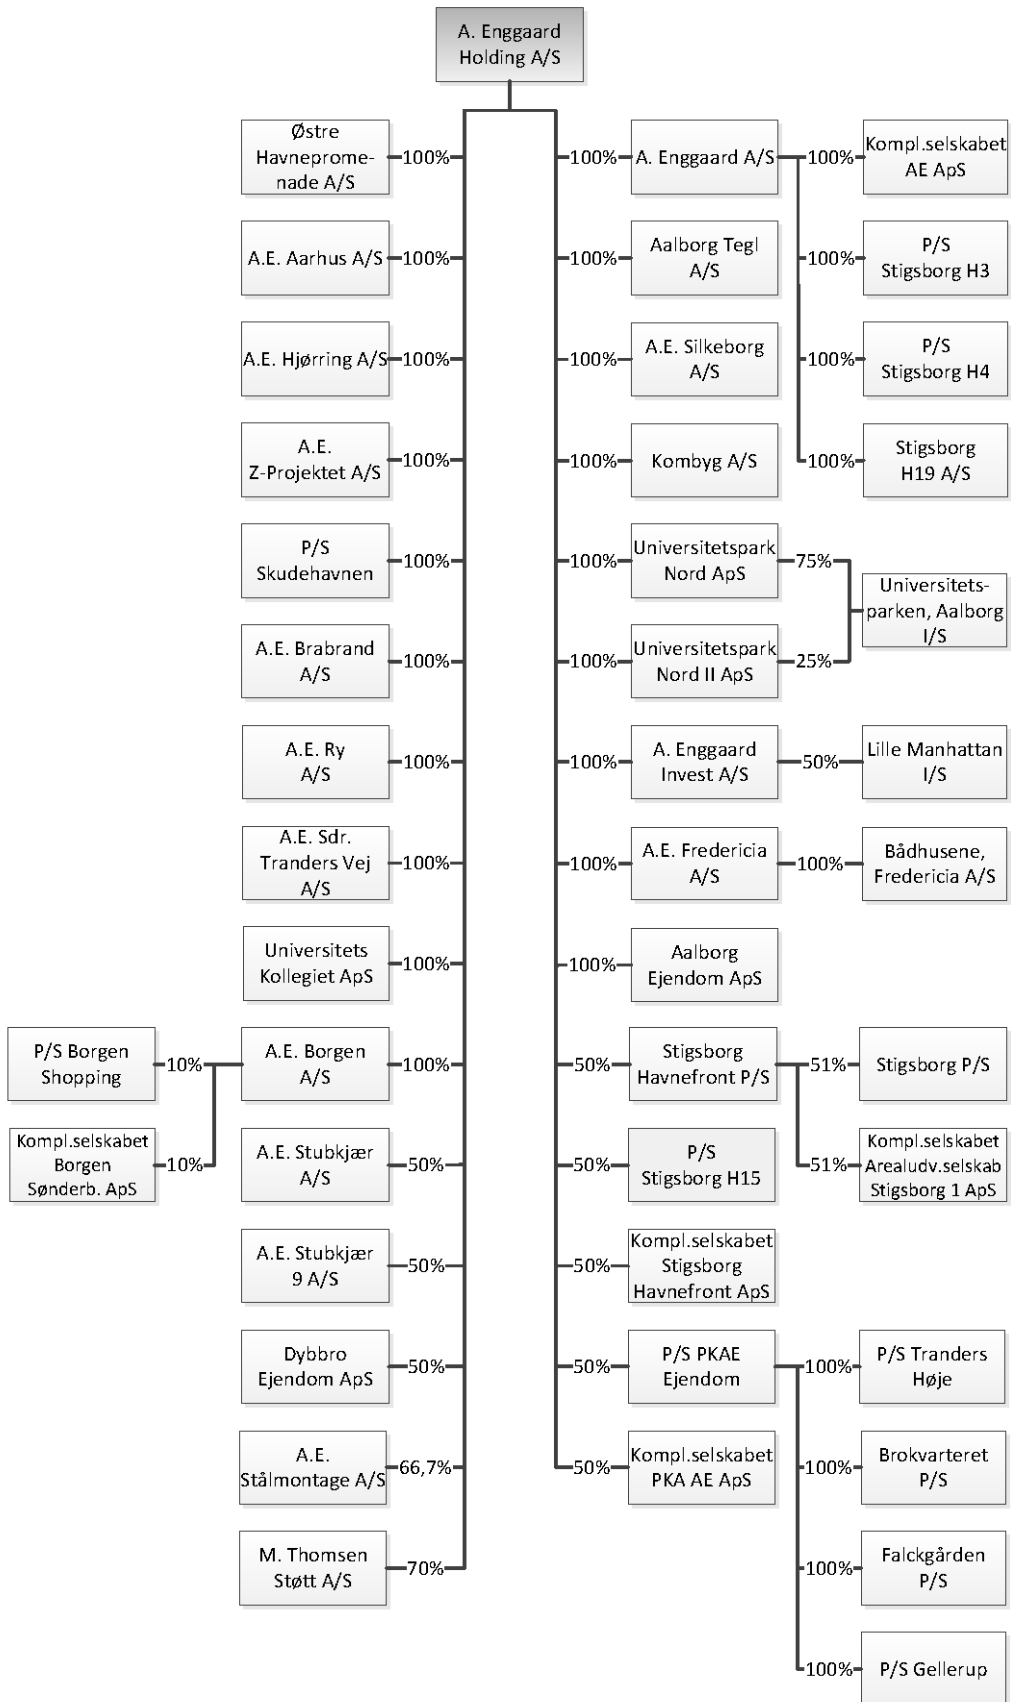 A. Enggaard
Holding A/S
Østre
Havneprome-
nade A/S
100%
100%
A. Enggaard A/S
100%
Kompl.selskabet
AE ApS
A.E. Aarhus A/S
100%
100%
Aalborg Tegl
A/S
100%
P/S
Stigsborg H3
A.E. Hjørring A/S
100%
100%
A.E. Silkeborg
A/S
100%
P/S
Stigsborg H4
A.E.
Z-Projektet A/S
100%
100%
Kombyg A/S
100%
Stigsborg
H19 A/S
P/S
Skudehavnen
100%
100%
Universitetspark
Nord ApS
75%
Universitets-
parken, Aalborg
I/S
A.E. Brabrand
A/S
100%
100%
Universitetspark
Nord II ApS
25%
A.E. Ry
A/S
100%
100%
A. Enggaard
Invest A/S
50%
Lille Manhattan
I/S
A.E. Sdr.
Tranders Vej
A/S
100%
100%
A.E. Fredericia
A/S
100%
Bådhusene,
Fredericia A/S
Universitets
Kollegiet ApS
100%
100%
Aalborg
Ejendom ApS
P/S Borgen
Shopping
10%
A.E. Borgen
A/S
100%
50%
Stigsborg
Havnefront P/S
51%
Stigsborg P/S
Kompl.selskabet
Borgen
Sønderb. ApS
10%
A.E. Stubkjær
A/S
50%
50%
P/S
Stigsborg H15
51%
Kompl.selskabet
Arealudv.selskab
Stigsborg 1 ApS
A.E. Stubkjær
9 A/S
50%
50%
Kompl.selskabet
Stigsborg
Havnefront ApS
Dybbro
Ejendom ApS
50%
50%
P/S PKAE
Ejendom
100%
P/S Tranders
Høje
A.E.
Stålmontage A/S
66,7%
50%
Kompl.selskabet
PKA AE ApS
100%
Brokvarteret
P/S
M. Thomsen
Støtt A/S
70%
100%
Falckgården
P/S
100%
P/S Gellerup